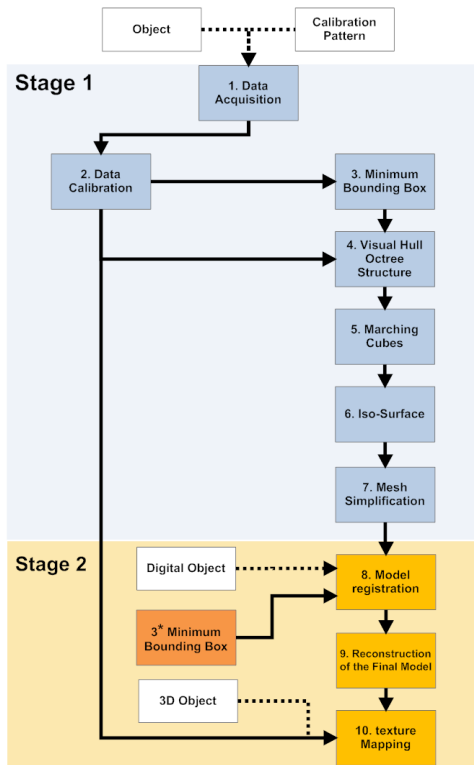 Object
Calibration
Pattern
Stage 1
1. Data
Acquisition
2. Data
Calibration
3. Minimum
Bounding Box
4. Visual Hull
Octree
Structure
5. Marching
Cubes
6. Iso-Surface
7. Mesh
Simplification
Stage 2
Digital Object
8. Model
registration
3* Minimum
Bounding Box
9. Reconstruction
of the Final Model
3D Object
10. texture
Mapping